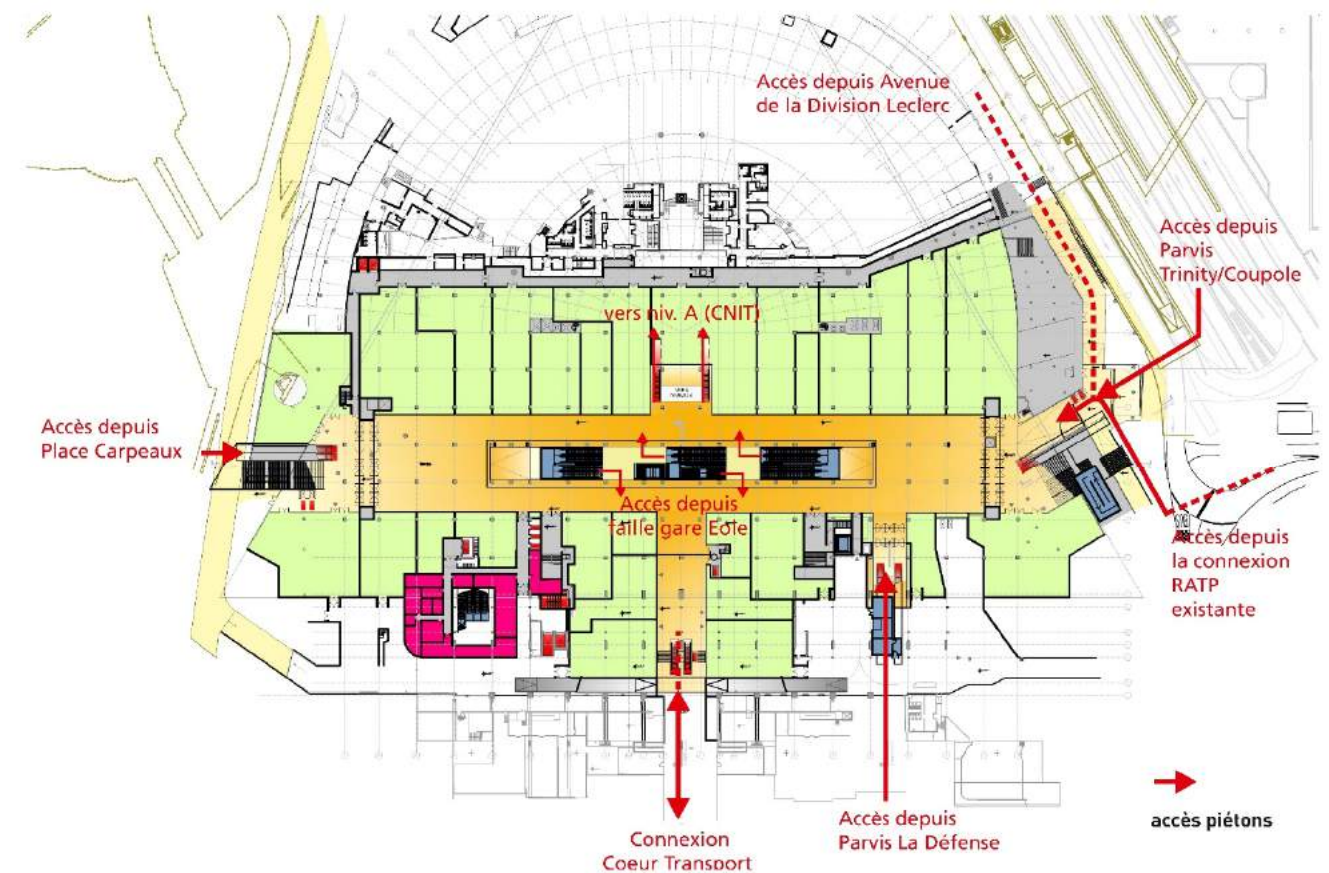 Accès depuis Avenue
de la Division Leclerc
Accès depuis
Parvis
Trinity/Coupole
vers niv. A (CNIT)
Accès depuis
Place Carpeaux
Accès depuis
faille gare Eole
Accès depuis
la connexion
RATP
existante
Accès depuis
Parvis La Défense
Connexion
Coeur Transport
accès piétons